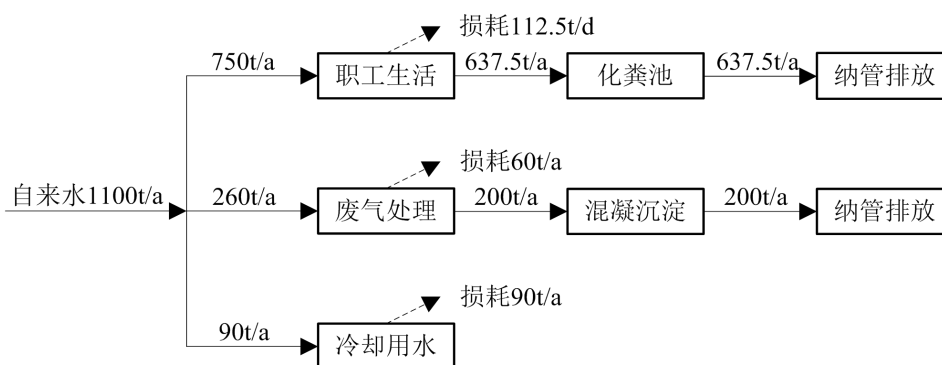 损耗112.5t/d
750t/a
职工生活
637.5t/a
化粪池
637.5t/a
纳管排放
损耗60t/a
自来水1100t/a
260t/a
废气处理
200t/a
混凝沉淀
200t/a
纳管排放
损耗90t/a
90t/a
冷却用水